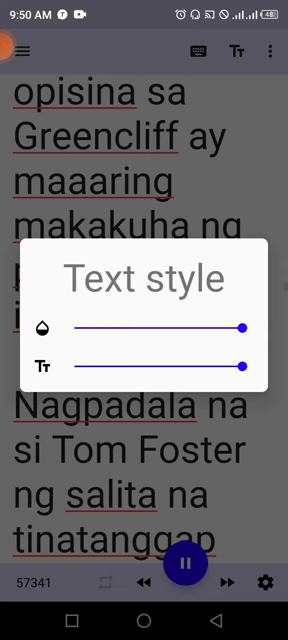 9:50 AM
opisina sa
Greencliff ay
maaaring
makakuha ng
Text style
Nagpadala na
si Tom Foster
ng salita na
tinatanggap
57341